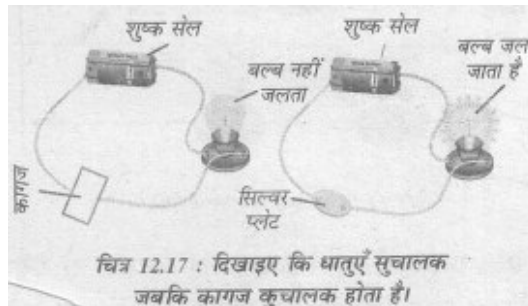 शुष्क सेल
बल्ब नहीं
जलता
कागज
शुष्क सेल
बल्ब जल
जाता है
सिल्वर
प्लेट
चित्र 12.17 : दिखाइए कि धातुएँ सुचालक
जबकि कागज कुचालक होता है।